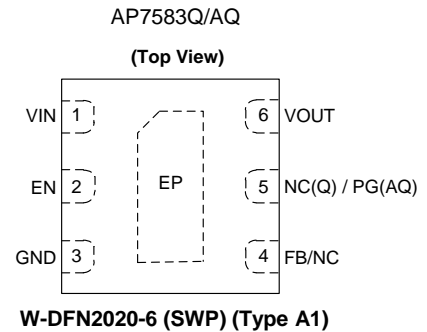 AP7583Q/AQ
(Top View)
VIN 1 6 VOUT
EN 2 EP 5 NC(Q) / PG(AQ)
GND 3 4 FB/NC
W-DFN2020-6 (SWP) (Type A1)